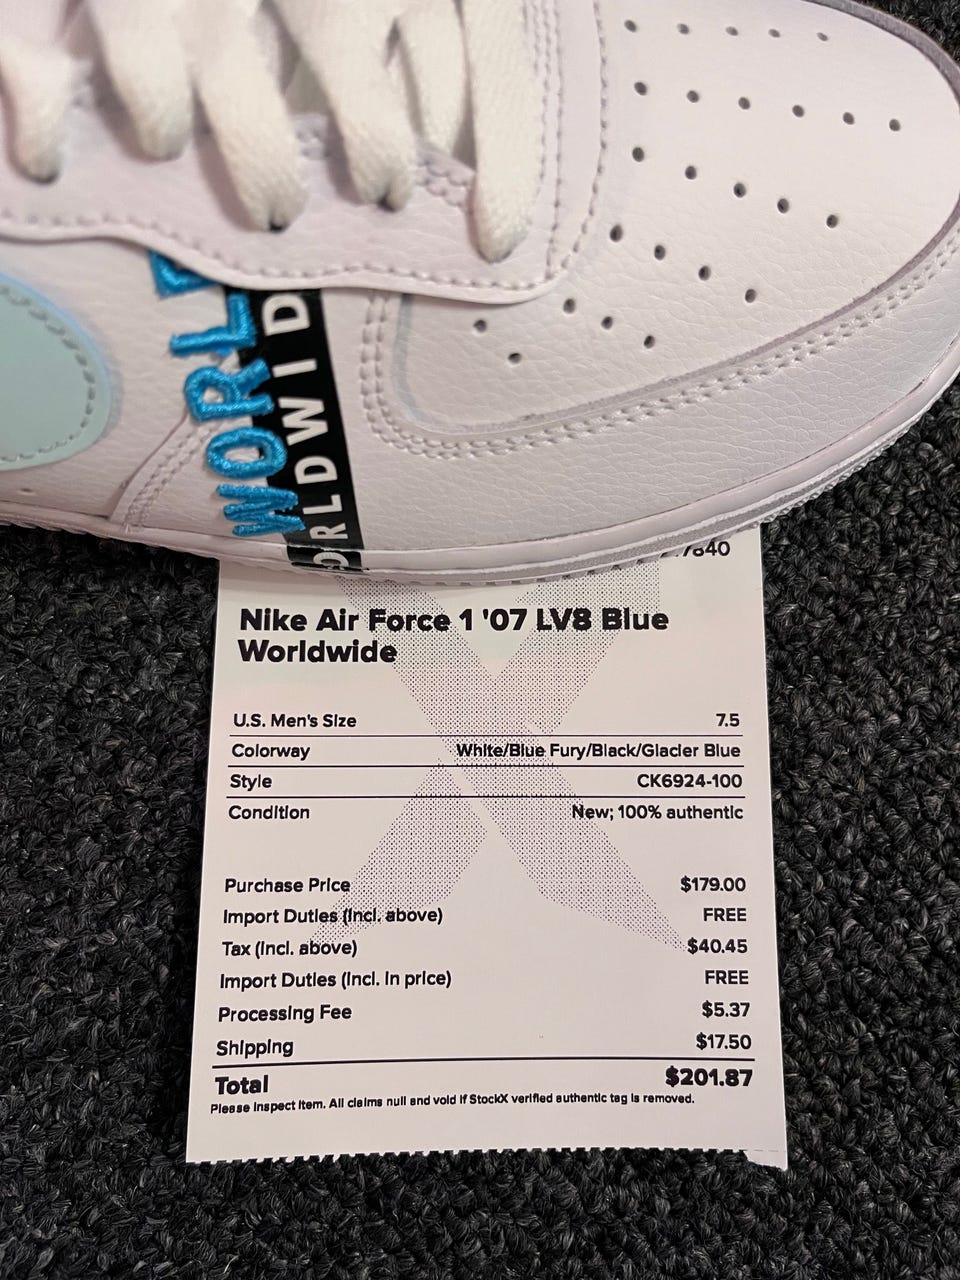 WORLD
WORLDWID
7840
Nike Air Force 1 '07 LV8 Blue
Worldwide
U.S. Men's Size 7.5
Colorway White/Blue Fury/Black/Glacier Blue
Style CK6924-100
Condition New; 100% authentic
Purchase Price $179.00
Import Duties (Incl. above) FREE
Tax (Incl. above) $40.45
Import Duties (Incl. in price) FREE
Processing Fee $5.37
Shipping $17.50
Total $201.87
Please inspect item. All claims null and void if StockX verified authentic tag is removed.